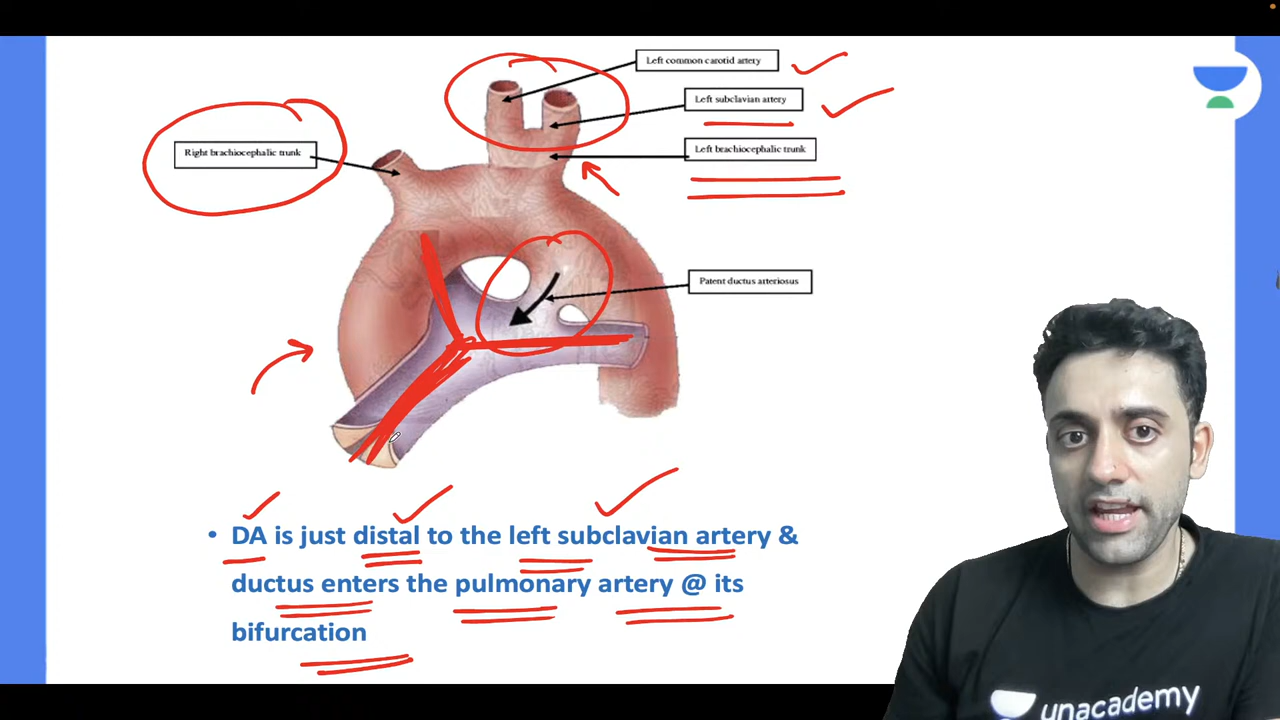 Left common carotid artery
Left subclavian artery
Right brachiocephalic trunk
Left brachiocephalic trunk
Patent ductus arteriosus
• DA is just distal to the left subclavian artery &
ductus enters the pulmonary artery @ its
bifurcation
unacademy